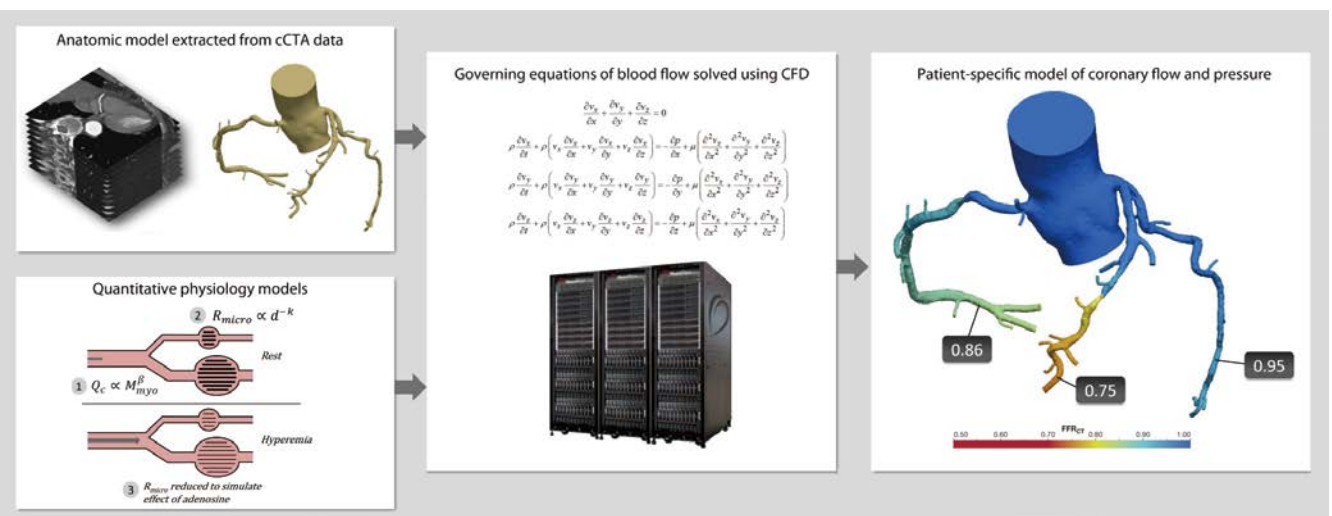 Anatomic model extracted from cCTA data
Quantitative physiology models
2 R_micro ∝ d^-k
Rest
1 Q_c ∝ M_myo^β
Hyperemia
3 R_micro reduced to simulate
effect of adenosine
Governing equations of blood flow solved using CFD
∂v_x/∂x + ∂v_y/∂y + ∂v_z/∂z = 0
ρ ∂v_x/∂t + ρ(v_x ∂v_x/∂x + v_y ∂v_x/∂y + v_z ∂v_x/∂z) = -∂p/∂x + μ(∂²v_x/∂x² + ∂²v_y/∂y² + ∂²v_z/∂z²)
ρ ∂v_y/∂t + ρ(v_x ∂v_y/∂x + v_y ∂v_y/∂y + v_z ∂v_y/∂z) = -∂p/∂y + μ(∂²v_x/∂x² + ∂²v_y/∂y² + ∂²v_z/∂z²)
ρ ∂v_z/∂t + ρ(v_x ∂v_z/∂x + v_y ∂v_z/∂y + v_z ∂v_z/∂z) = -∂p/∂z + μ(∂²v_x/∂x² + ∂²v_y/∂y² + ∂²v_z/∂z²)
Patient-specific model of coronary flow and pressure
0.86
0.75
0.95
FFR_CT
0.50 0.60 0.70 0.80 0.90 1.00